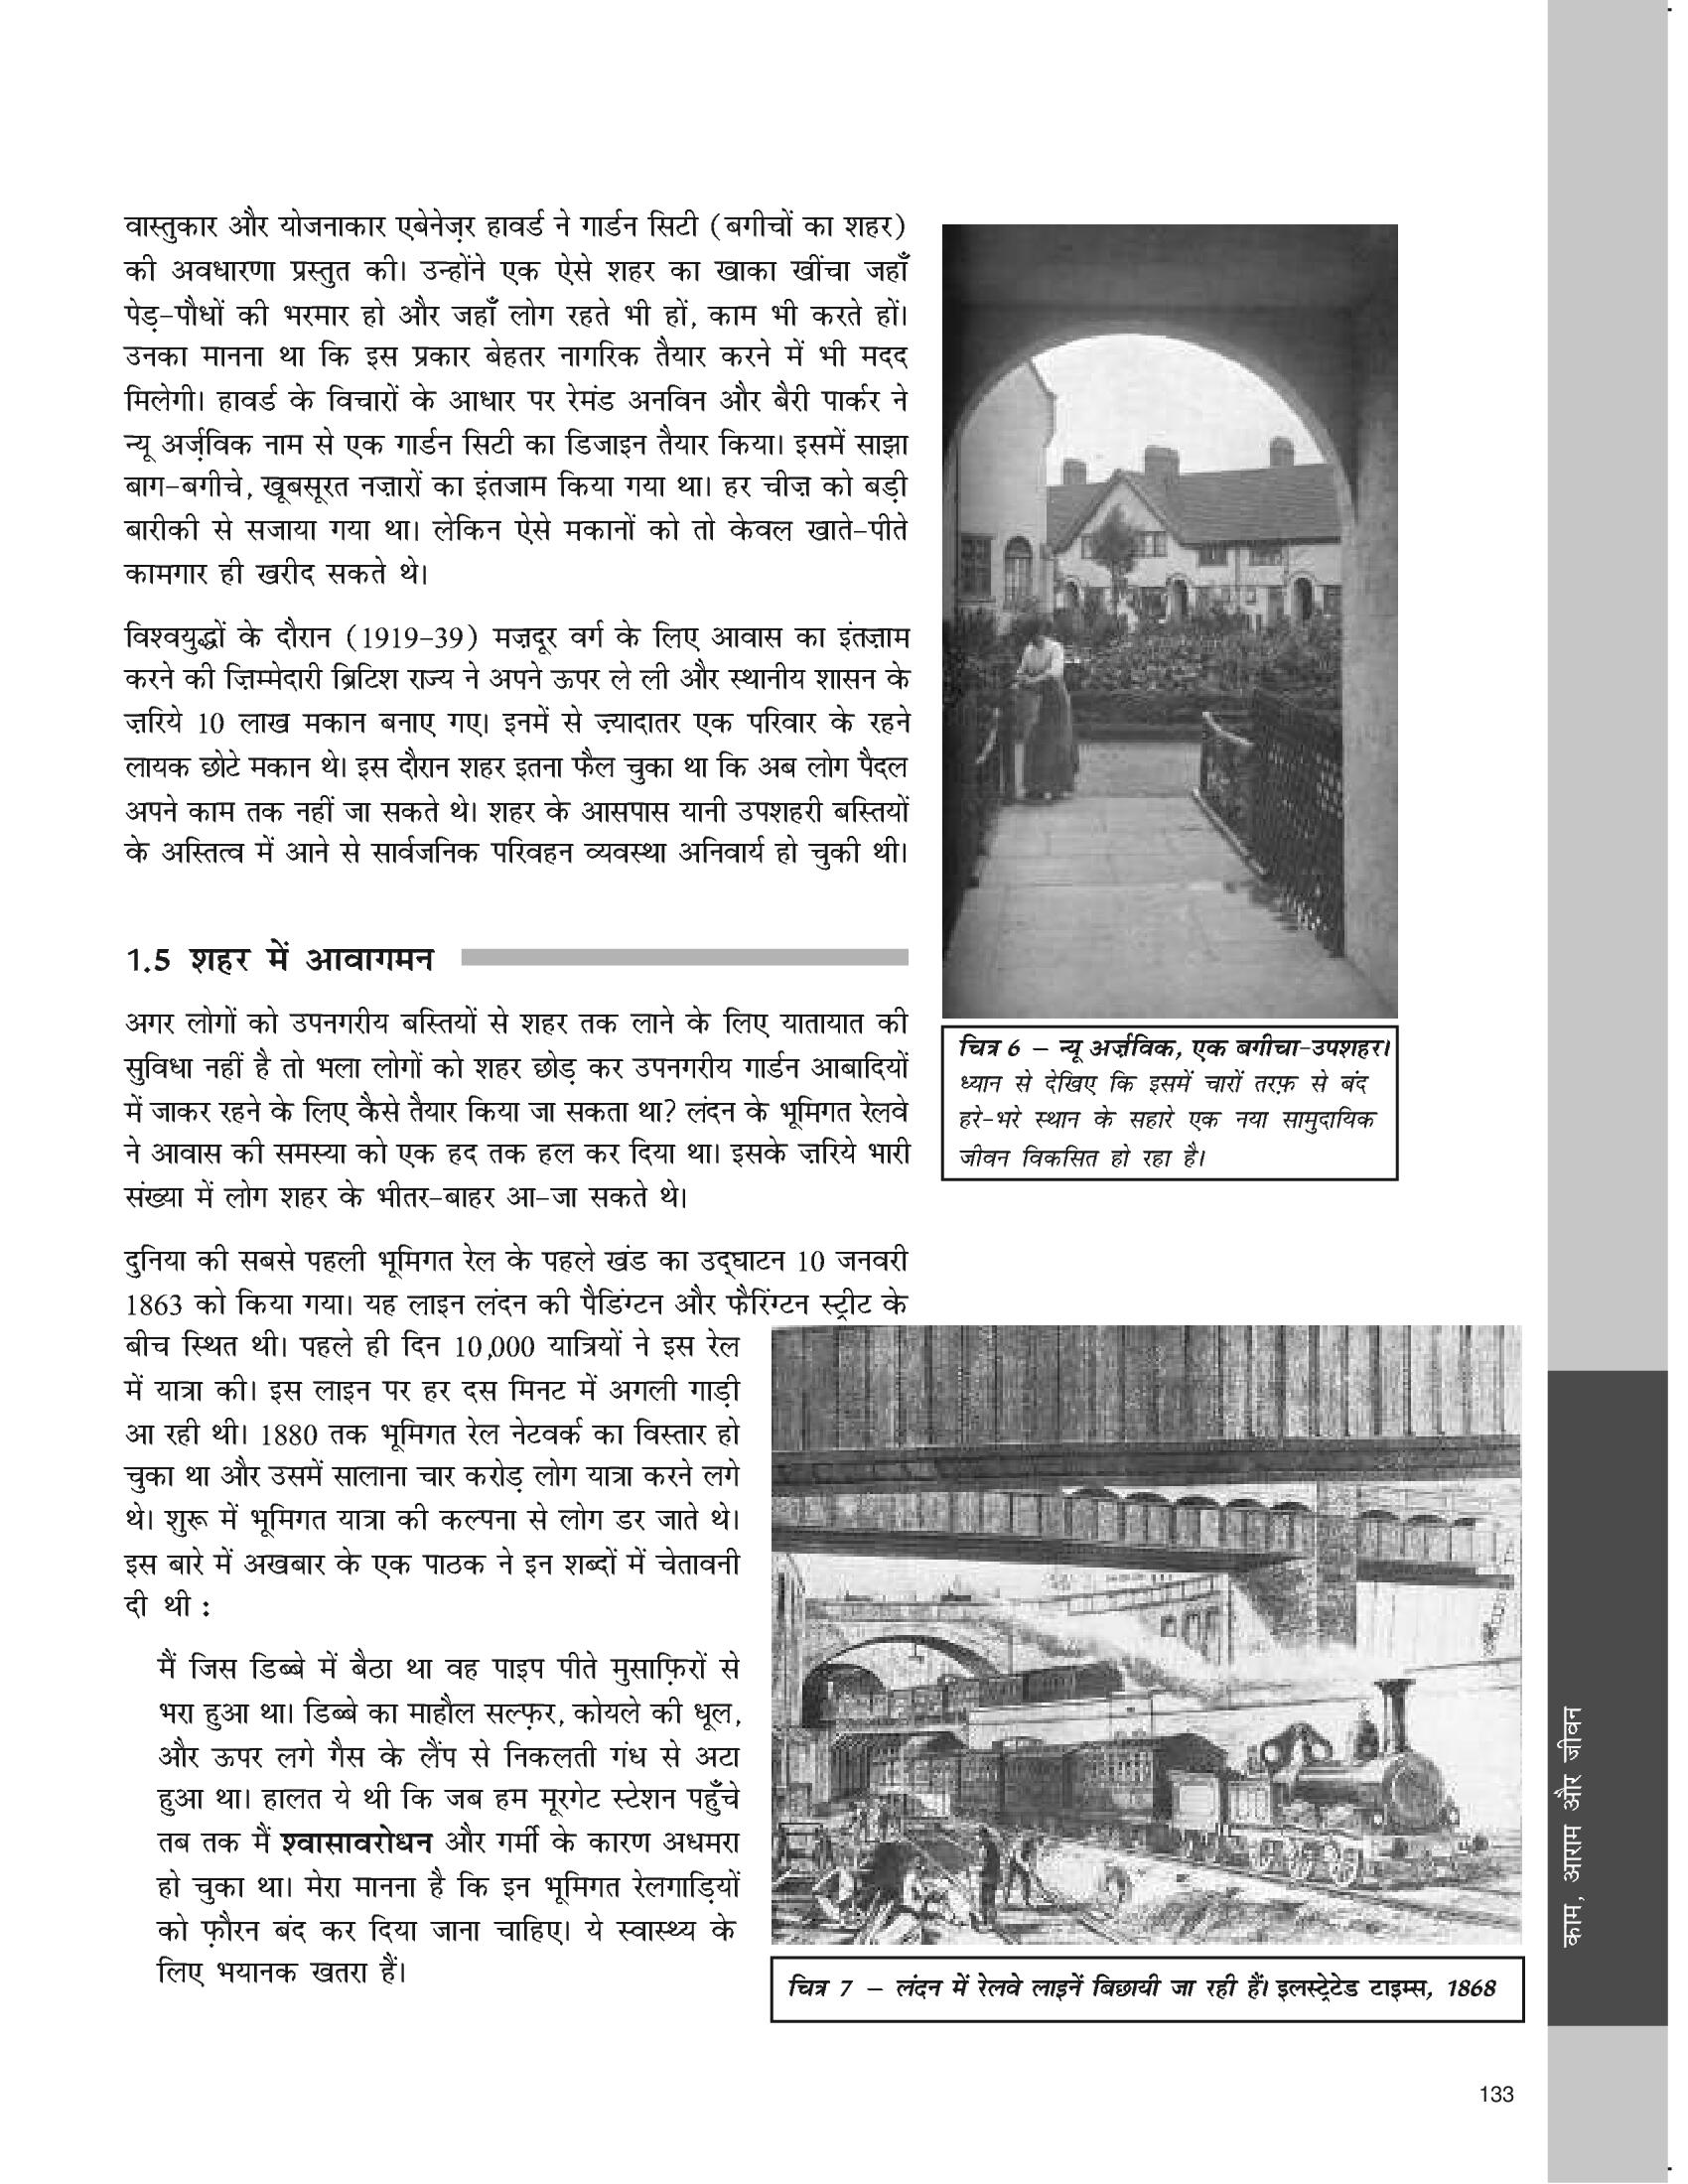 वास्तुकार और योजनाकार एबेनेज़र हावर्ड ने गार्डन सिटी (बगीचों का शहर)
की अवधारणा प्रस्तुत की। उन्होंने एक ऐसे शहर का खाका खींचा जहाँ
पेड़-पौधों की भरमार हो और जहाँ लोग रहते भी हों, काम भी करते हों।
उनका मानना था कि इस प्रकार बेहतर नागरिक तैयार करने में भी मदद
मिलेगी। हावर्ड के विचारों के आधार पर रेमंड अनविन और बैरी पार्कर ने
न्यू अर्ज़विक नाम से एक गार्डन सिटी का डिजाइन तैयार किया। इसमें साझा
बाग-बगीचे, खूबसूरत नज़ारों का इंतजाम किया गया था। हर चीज़ को बड़ी
बारीकी से सजाया गया था। लेकिन ऐसे मकानों को तो केवल खाते-पीते
कामगार ही खरीद सकते थे।
विश्वयुद्धों के दौरान (1919-39) मज़दूर वर्ग के लिए आवास का इंतज़ाम
करने की ज़िम्मेदारी ब्रिटिश राज्य ने अपने ऊपर ले ली और स्थानीय शासन के
ज़रिये 10 लाख मकान बनाए गए। इनमें से ज़्यादातर एक परिवार के रहने
लायक छोटे मकान थे। इस दौरान शहर इतना फैल चुका था कि अब लोग पैदल
अपने काम तक नहीं जा सकते थे। शहर के आसपास यानी उपशहरी बस्तियों
के अस्तित्व में आने से सार्वजनिक परिवहन व्यवस्था अनिवार्य हो चुकी थी।
1.5 शहर में आवागमन
अगर लोगों को उपनगरीय बस्तियों से शहर तक लाने के लिए यातायात की
सुविधा नहीं है तो भला लोगों को शहर छोड़ कर उपनगरीय गार्डन आबादियों
में जाकर रहने के लिए कैसे तैयार किया जा सकता था? लंदन के भूमिगत रेलवे
ने आवास की समस्या को एक हद तक हल कर दिया था। इसके ज़रिये भारी
संख्या में लोग शहर के भीतर-बाहर आ-जा सकते थे।
दुनिया की सबसे पहली भूमिगत रेल के पहले खंड का उद्घाटन 10 जनवरी
1863 को किया गया। यह लाइन लंदन की पैडिंग्टन और फैरिंग्टन स्ट्रीट के
बीच स्थित थी। पहले ही दिन 10,000 यात्रियों ने इस रेल
में यात्रा की। इस लाइन पर हर दस मिनट में अगली गाड़ी
आ रही थी। 1880 तक भूमिगत रेल नेटवर्क का विस्तार हो
चुका था और उसमें सालाना चार करोड़ लोग यात्रा करने लगे
थे। शुरू में भूमिगत यात्रा की कल्पना से लोग डर जाते थे।
इस बारे में अखबार के एक पाठक ने इन शब्दों में चेतावनी
दी थी :
मैं जिस डिब्बे में बैठा था वह पाइप पीते मुसाफ़िरों से
भरा हुआ था। डिब्बे का माहौल सल्फ़र, कोयले की धूल,
और ऊपर लगे गैस के लैंप से निकलती गंध से अटा
हुआ था। हालत ये थी कि जब हम मूरगेट स्टेशन पहुँचे
तब तक मैं श्वासावरोधन और गर्मी के कारण अधमरा
हो चुका था। मेरा मानना है कि इन भूमिगत रेलगाड़ियों
को फ़ौरन बंद कर दिया जाना चाहिए। ये स्वास्थ्य के
लिए भयानक खतरा हैं।
चित्र 6 – न्यू अर्ज़विक, एक बगीचा-उपशहर।
ध्यान से देखिए कि इसमें चारों तरफ़ से बंद
हरे-भरे स्थान के सहारे एक नया सामुदायिक
जीवन विकसित हो रहा है।
चित्र 7 – लंदन में रेलवे लाइनें बिछायी जा रही हैं। इलस्ट्रेटेड टाइम्स, 1868
काम, आराम और जीवन
133